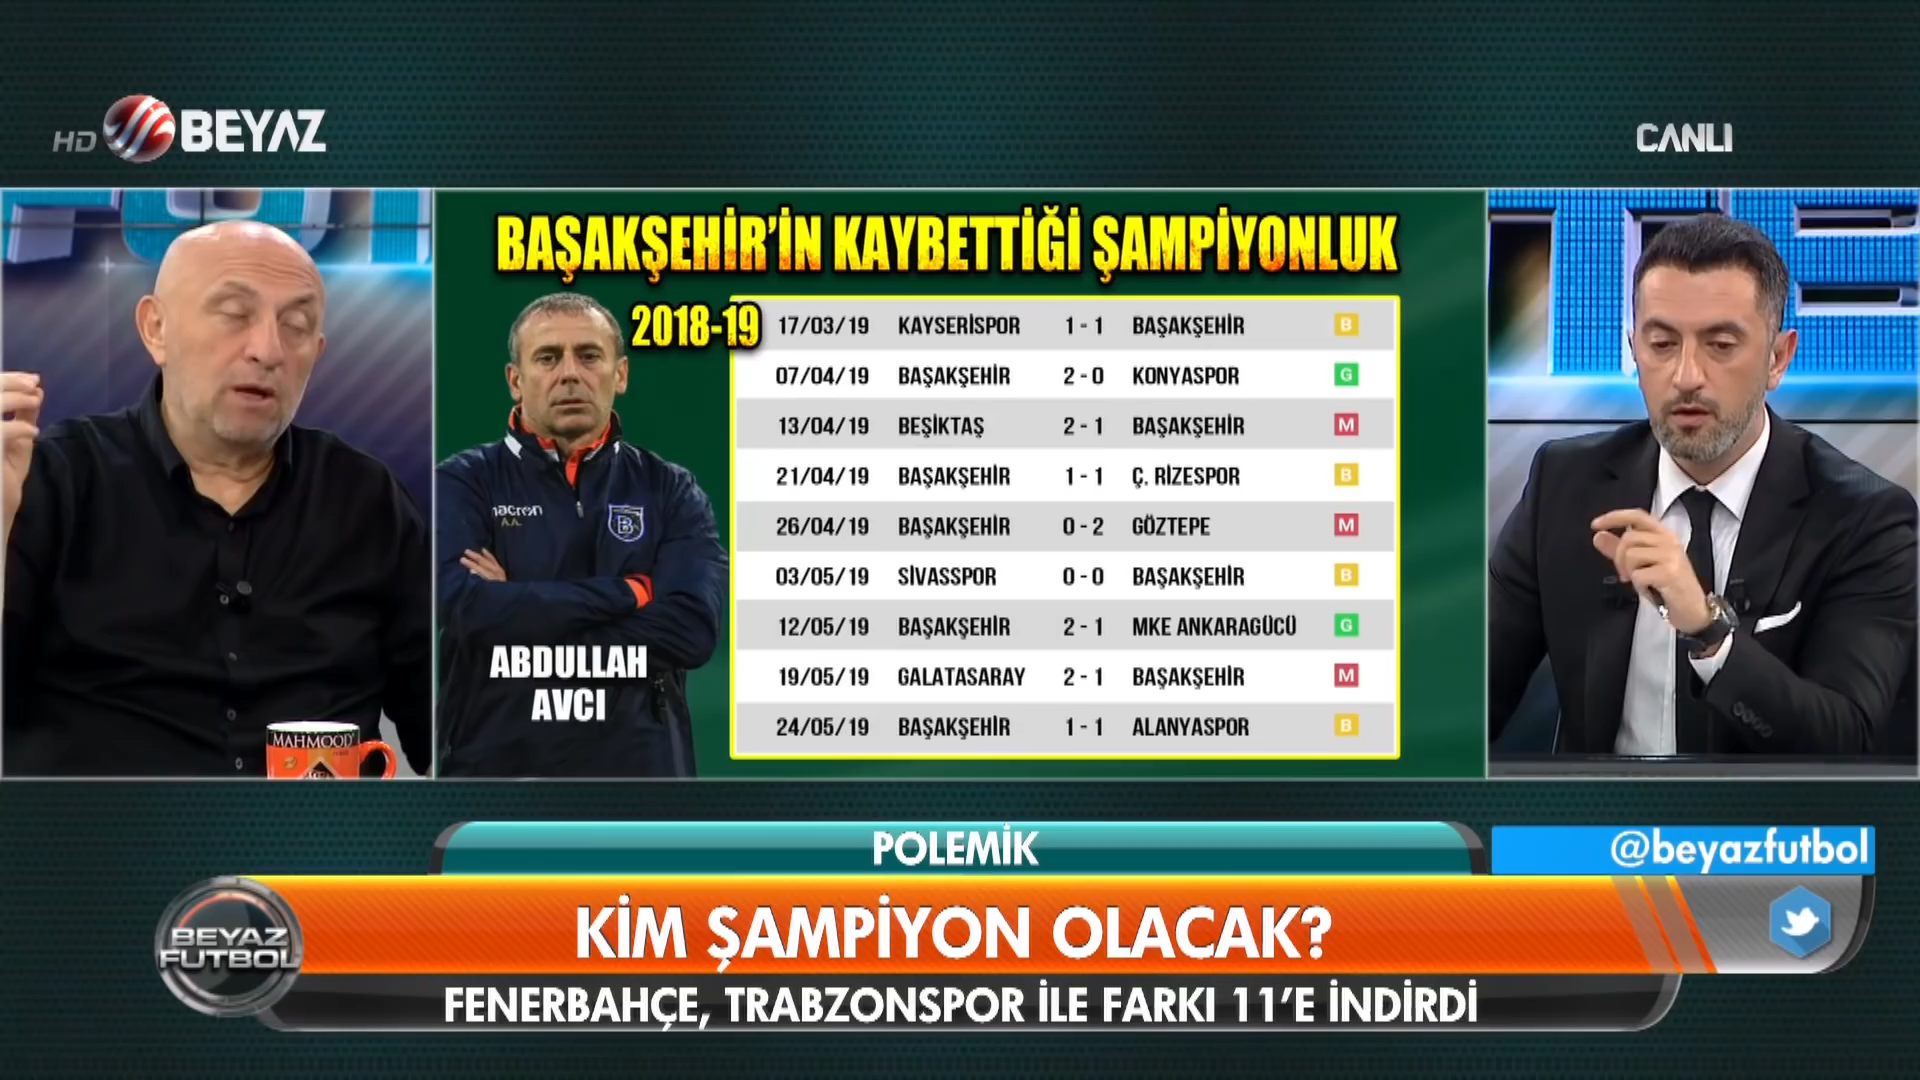 HD BEYAZ
CANLI
BAŞAKŞEHİR'İN KAYBETTİĞİ ŞAMPİYONLUK
2018-19
17/03/19 KAYSERİSPOR 1 - 1 BAŞAKŞEHİR B
07/04/19 BAŞAKŞEHİR 2 - 0 KONYASPOR G
13/04/19 BEŞİKTAŞ 2 - 1 BAŞAKŞEHİR M
21/04/19 BAŞAKŞEHİR 1 - 1 Ç. RİZESPOR B
26/04/19 BAŞAKŞEHİR 0 - 2 GÖZTEPE M
03/05/19 SİVASSPOR 0 - 0 BAŞAKŞEHİR B
12/05/19 BAŞAKŞEHİR 2 - 1 MKE ANKARAGÜCÜ G
19/05/19 GALATASARAY 2 - 1 BAŞAKŞEHİR M
24/05/19 BAŞAKŞEHİR 1 - 1 ALANYASPOR B
macron
A.A.
B
ABDULLAH
AVCI
MAHMOOD
POLEMİK
@beyazfutbol
KİM ŞAMPİYON OLACAK?
BEYAZ
FUTBOL
FENERBAHÇE, TRABZONSPOR İLE FARKI 11'E İNDİRDİ